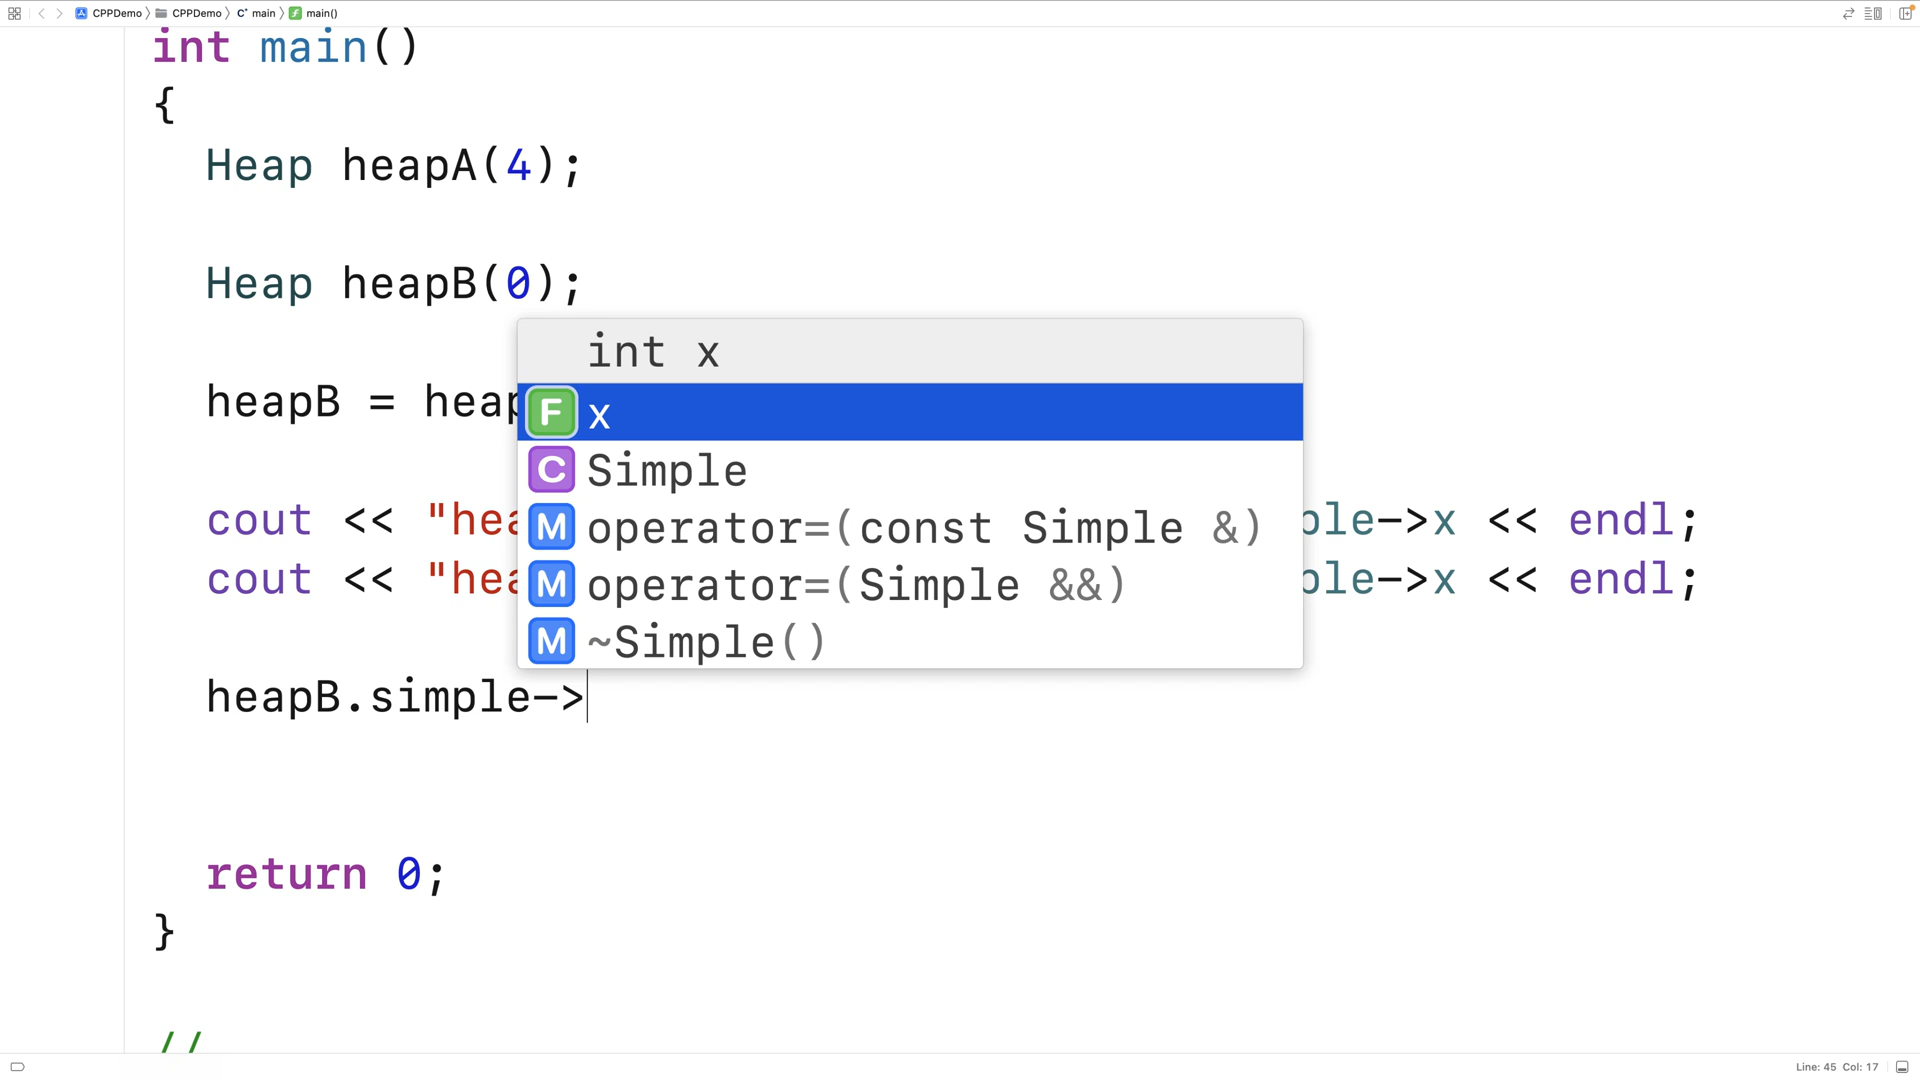 CPPDemo CPPDemo C+ main f main()
int main()
{
Heap heapA(4);
Heap heapB(0);
int x
heapB = heap
F x
C Simple
cout << "hea ple->x << endl;
M operator=(const Simple &)
cout << "hea ple->x << endl;
M operator=(Simple &&)
M ~Simple()
heapB.simple->
return 0;
}
//
Line: 45 Col: 17